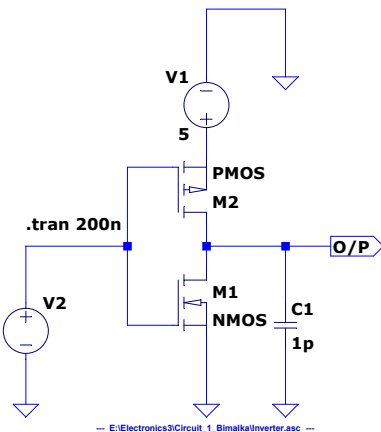 V1
5
PMOS
M2
.tran 200n
O/P
V2
M1
NMOS
C1
1p
--- E:\Electronics3\Circuit_1_Bimalka\Inverter.asc ---